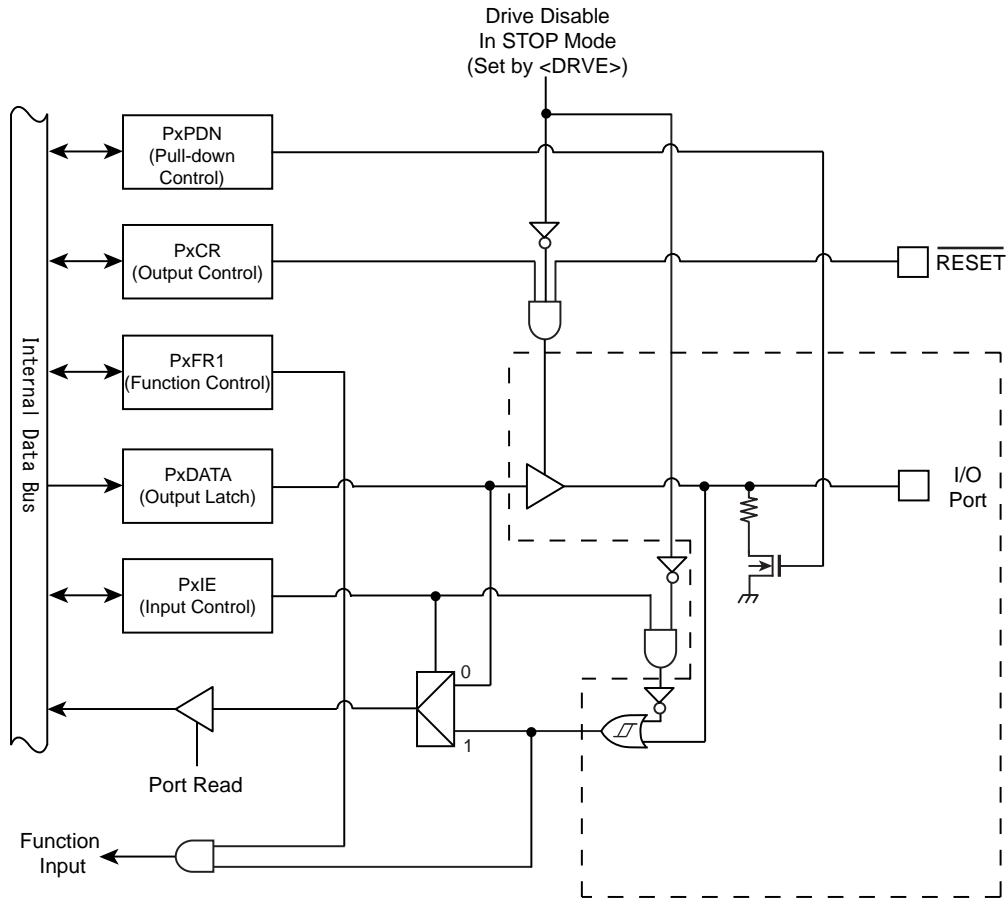 Drive Disable
In STOP Mode
(Set by <DRVE>)
PxPDN
(Pull-down
Control)
PxCR
(Output Control)
RESET
PxFR1
(Function Control)
Internal Data Bus
PxDATA
(Output Latch)
I/O
Port
PxIE
(Input Control)
0
1
Port Read
Function
Input